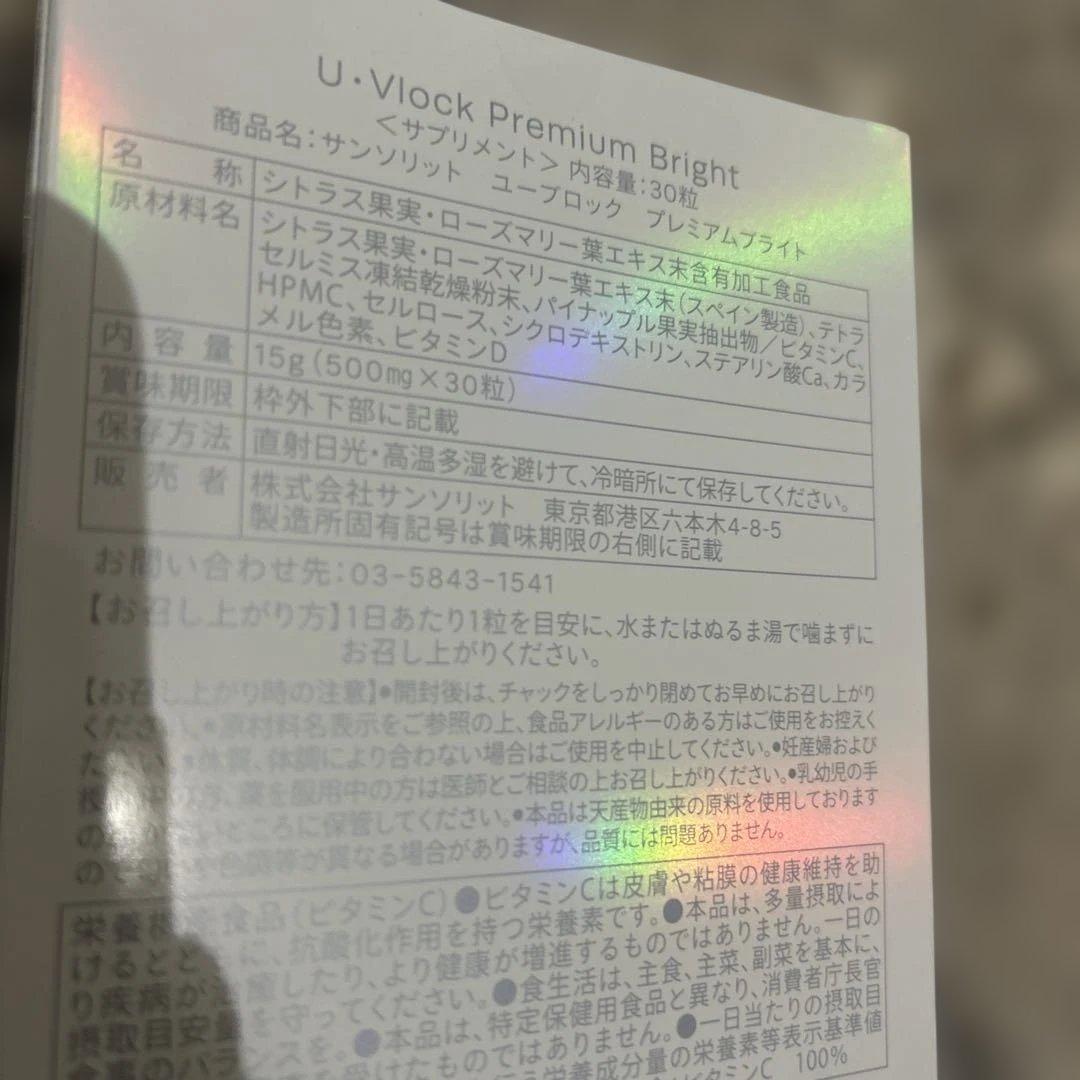 U・Vlock Premium Bright
＜サプリメント＞内容量：30粒
商品名：サンソリット ユーブロック プレミアムブライト
名称 シトラス果実・ローズマリー葉エキス末含有加工食品
原材料名 シトラス果実・ローズマリー葉エキス末（スペイン製造）、テトラ
セルミス凍結乾燥粉末、パイナップル果実抽出物／ビタミンC、
HPMC、セルロース、シクロデキストリン、ステアリン酸Ca、カラ
メル色素、ビタミンD
内容量 15g（500㎎×30粒）
賞味期限 枠外下部に記載
保存方法 直射日光・高温多湿を避けて、冷暗所にて保存してください。
販売者 株式会社サンソリット 東京都港区六本木4-8-5
製造所固有記号は賞味期限の右側に記載
お問い合わせ先：03-5843-1541
【お召し上がり方】1日あたり1粒を目安に、水またはぬるま湯で噛まずに
お召し上がりください。
【お召し上がり時の注意】●開封後は、チャックをしっかり閉めてお早めにお召し上がり
ください。●原材料名表示をご参照の上、食品アレルギーのある方はご使用をお控えく
ださい。●体質、体調により合わない場合はご使用を中止してください。●妊産婦および
の方、薬を服用中の方は医師とご相談の上お召し上がりください。●乳幼児の手
の ないところに保管してください。●本品は天産物由来の原料を使用しております
の 異なる場合がありますが、品質には問題ありません。
栄養機能食品（ビタミンC）●ビタミンCは皮膚や粘膜の健康維持を助
けると に、抗酸化作用を持つ栄養素です。●本品は、多量摂取によ
り疾病が治癒したり、より健康が増進するものではありません。一日の
摂取目安量を守ってください。●食生活は、主食、主菜、副菜を基本に、
食事のバランスを。●本品は、特定保健用食品と異なり、消費者庁長官
を受けたものではありません。●一日当たりの摂取目
栄養成分量の栄養素等表示基準値
ビタミンC 100%